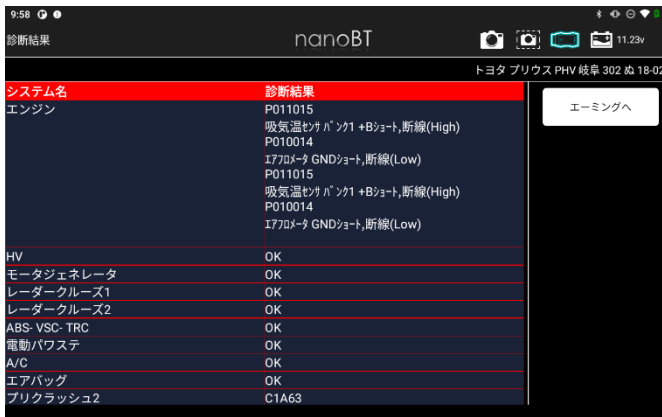 9:58
診断結果
nanoBT
11.23v
トヨタ プリウス PHV 岐阜 302 ぬ 18-02
システム名 診断結果
エーミングへ
エンジン P011015
吸気温ｾﾝｻ ﾊﾞﾝｸ1 +Bｼｮｰﾄ,断線(High)
P010014
ｴｱﾌﾛﾒｰﾀ GNDｼｮｰﾄ,断線(Low)
P011015
吸気温ｾﾝｻ ﾊﾞﾝｸ1 +Bｼｮｰﾄ,断線(High)
P010014
ｴｱﾌﾛﾒｰﾀ GNDｼｮｰﾄ,断線(Low)
HV OK
モータジェネレータ OK
レーダークルーズ1 OK
レーダークルーズ2 OK
ABS- VSC- TRC OK
電動パワステ OK
A/C OK
エアバッグ OK
プリクラッシュ2 C1A63